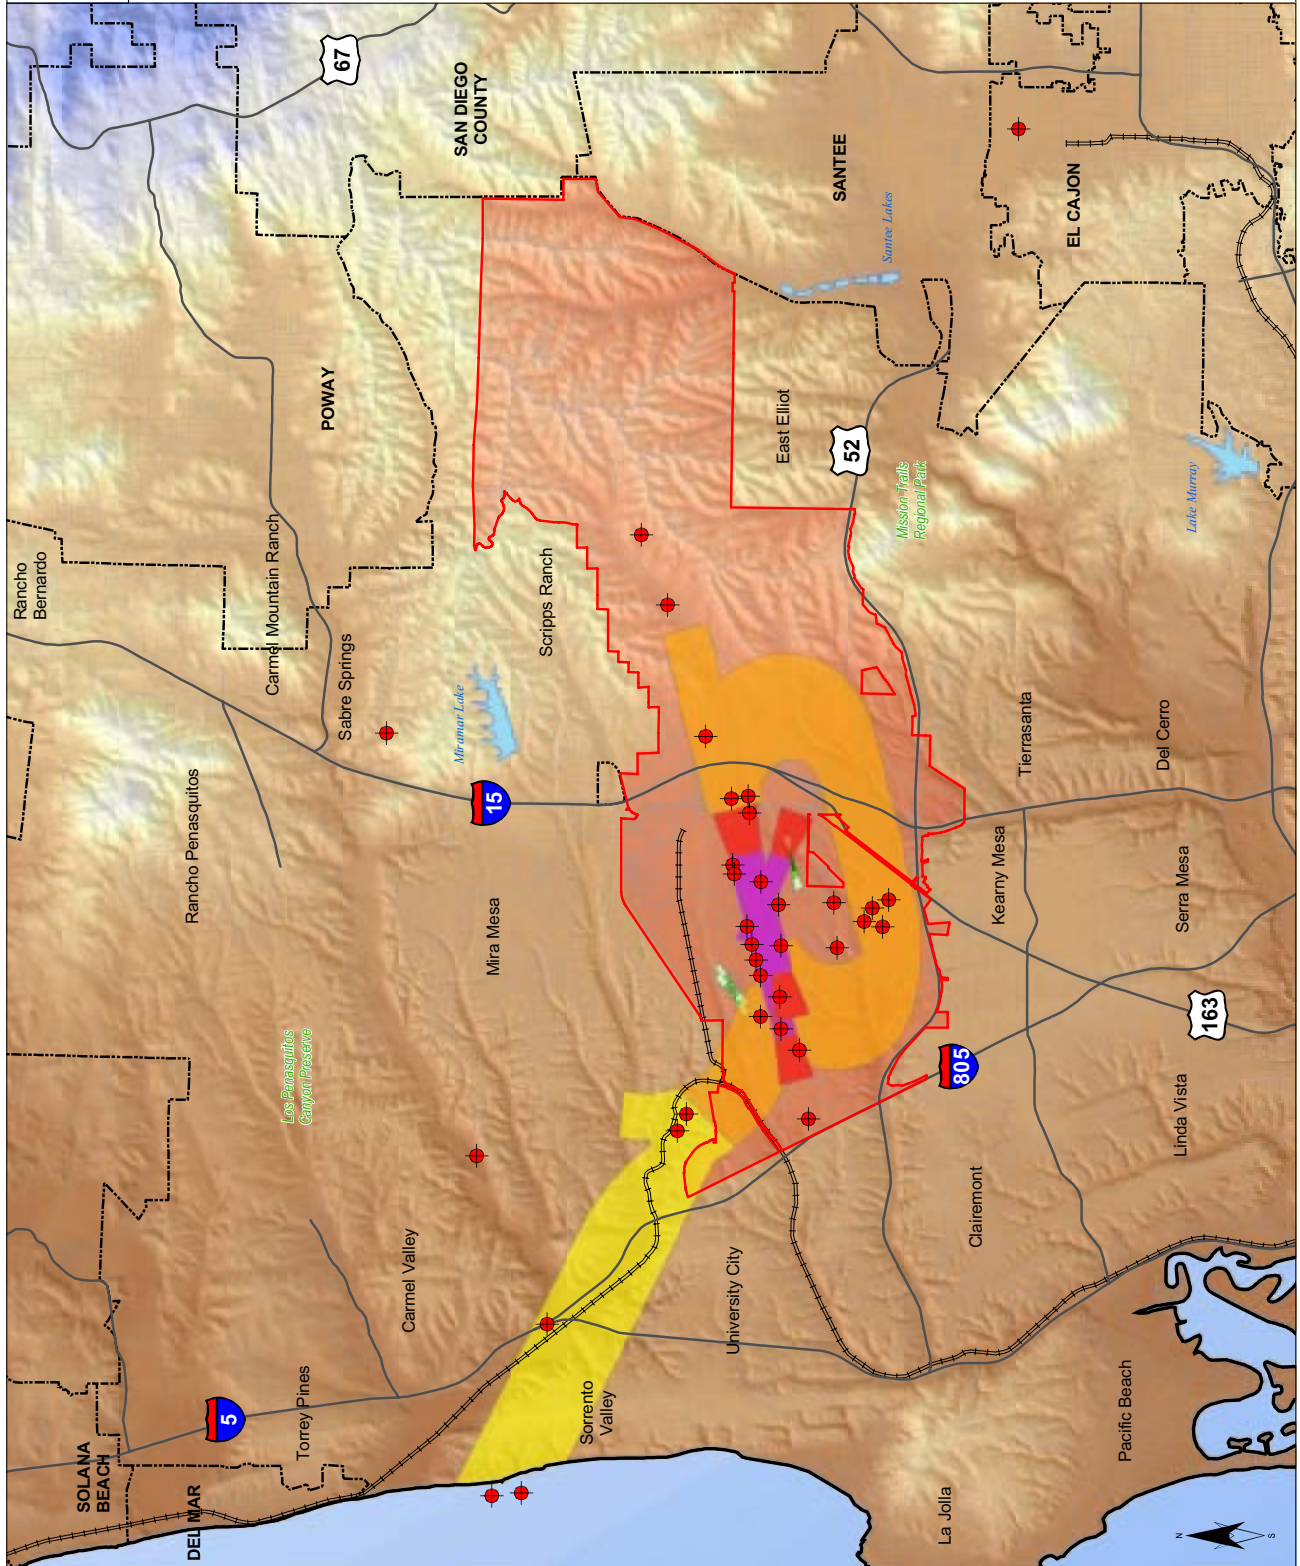 67
SAN DIEGO
COUNTY
SANTEE
Santee Lakes
EL CAJON
POWAY
East Elliot
52
Mission Trails
Regional Park
Lake Murray
Rancho
Bernardo
Carmel Mountain Ranch
Sabre Springs
Scripps Ranch
Miramar Lake
15
Rancho Penasquitos
Mira Mesa
Tierrasanta
Del Cerro
Kearny Mesa
Serra Mesa
163
805
Los Penasquitos
Canyon Preserve
Linda Vista
Clairemont
Carmel Valley
University City
Sorrento
Valley
5
Torrey Pines
SOLANA
BEACH
DEL MAR
La Jolla
Pacific Beach
N
S